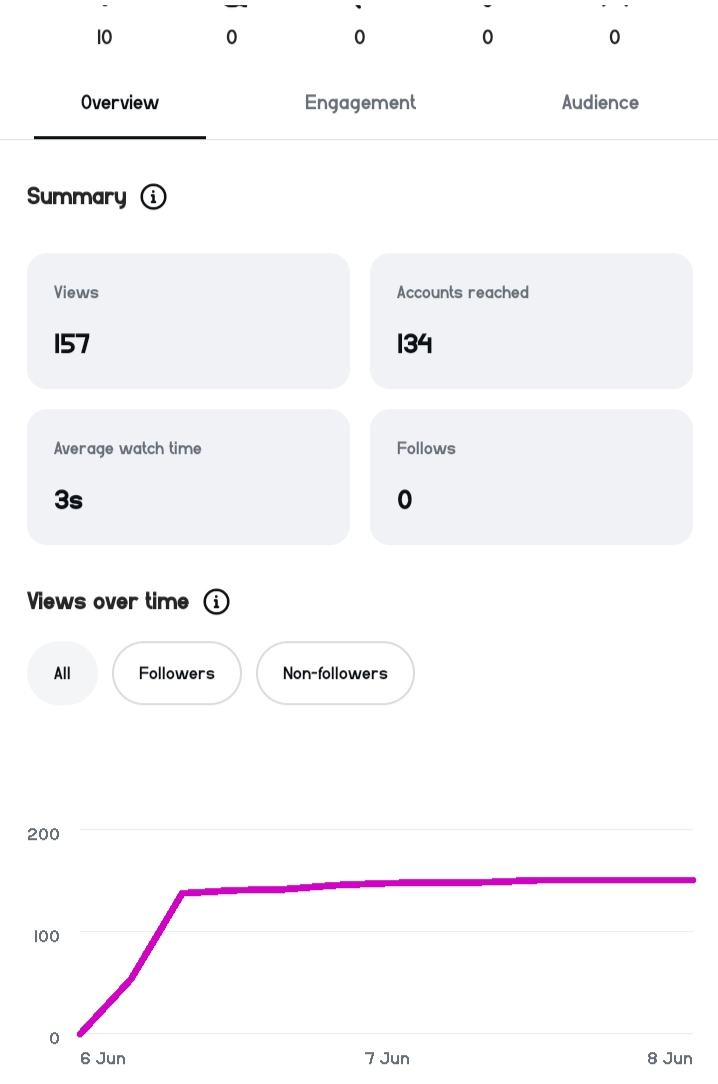 10 0 0 0 0
Overview Engagement Audience
Summary
Views
157
Accounts reached
134
Average watch time
3s
Follows
0
Views over time
All Followers Non-followers
200
100
0
6 Jun 7 Jun 8 Jun